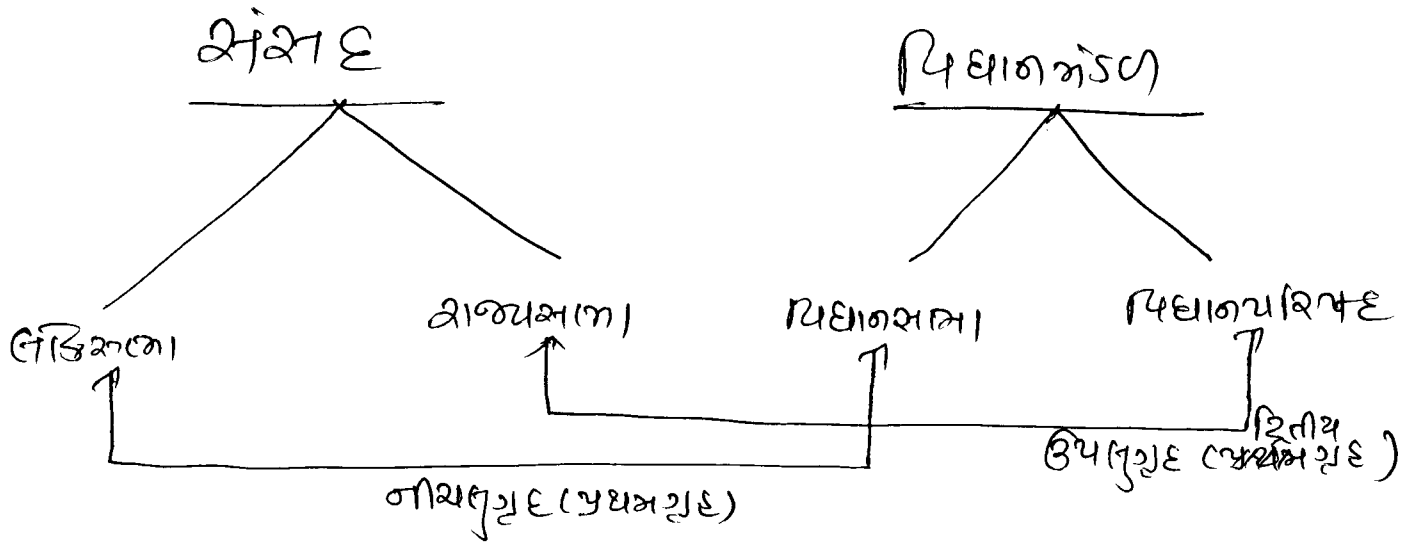 સંસદ
વિધાનમંડળ
લોકસભા
રાજ્યસભા
વિધાનસભા
વિધાનપરિષદ
દ્વિતીય
ઉપલુગૃહ (પ્રથમગૃહ)
નીચલુગૃહ (પ્રથમગૃહ)